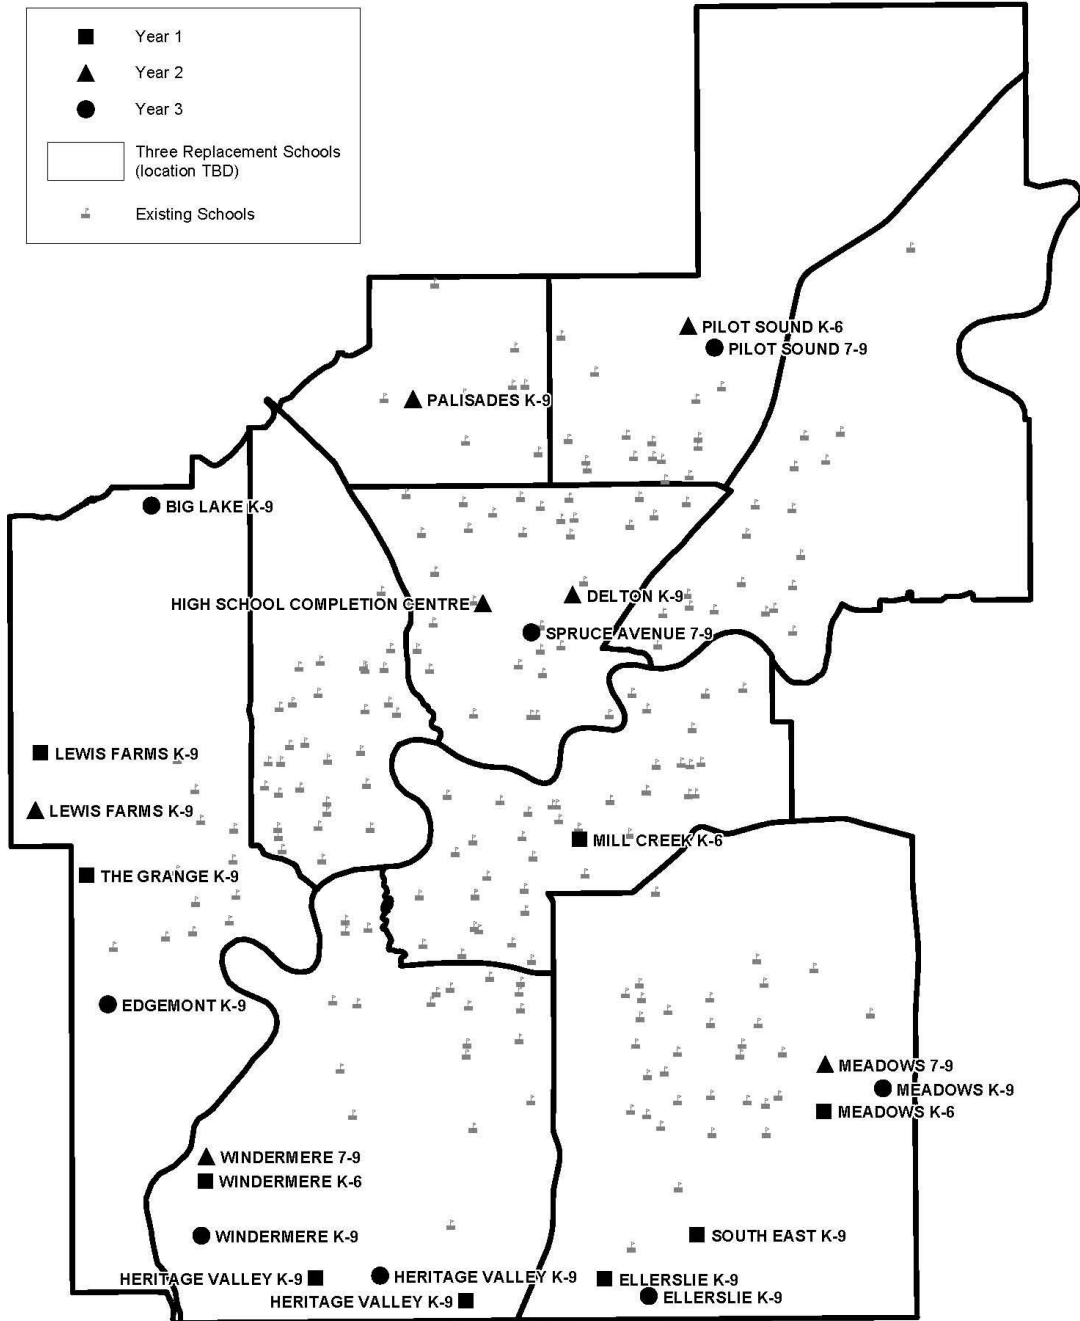 Year 1
Year 2
Year 3
Three Replacement Schools
(location TBD)
Existing Schools
PILOT SOUND K-6
PILOT SOUND 7-9
PALISADES K-9
BIG LAKE K-9
DELTON K-9
HIGH SCHOOL COMPLETION CENTRE
SPRUCE AVENUE 7-9
LEWIS FARMS K-9
LEWIS FARMS K-9
MILL CREEK K-6
THE GRANGE K-9
EDGEMONT K-9
MEADOWS 7-9
MEADOWS K-9
MEADOWS K-6
WINDERMERE 7-9
WINDERMERE K-6
WINDERMERE K-9
SOUTH EAST K-9
HERITAGE VALLEY K-9
HERITAGE VALLEY K-9
ELLERSLIE K-9
HERITAGE VALLEY K-9
ELLERSLIE K-9